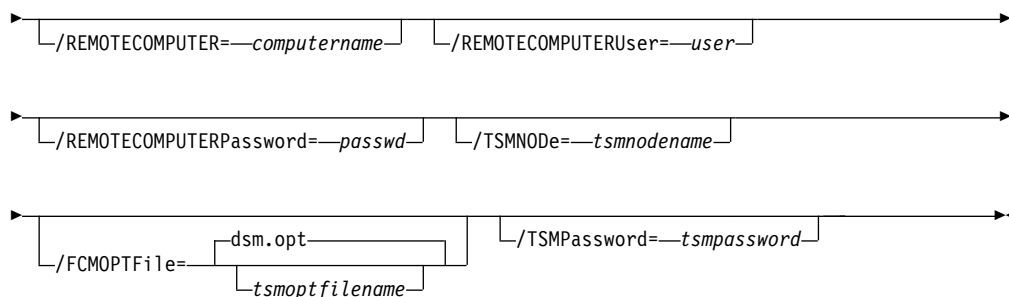 /REMOTECOMPUTER= computername /REMOTECOMPUTERUser= user
/REMOTECOMPUTERPassword= passwd /TSMNODe= tsmnodename
dsm.opt
/FCMOPTFile= tsmoptfilename /TSMPassword= tsmpassword